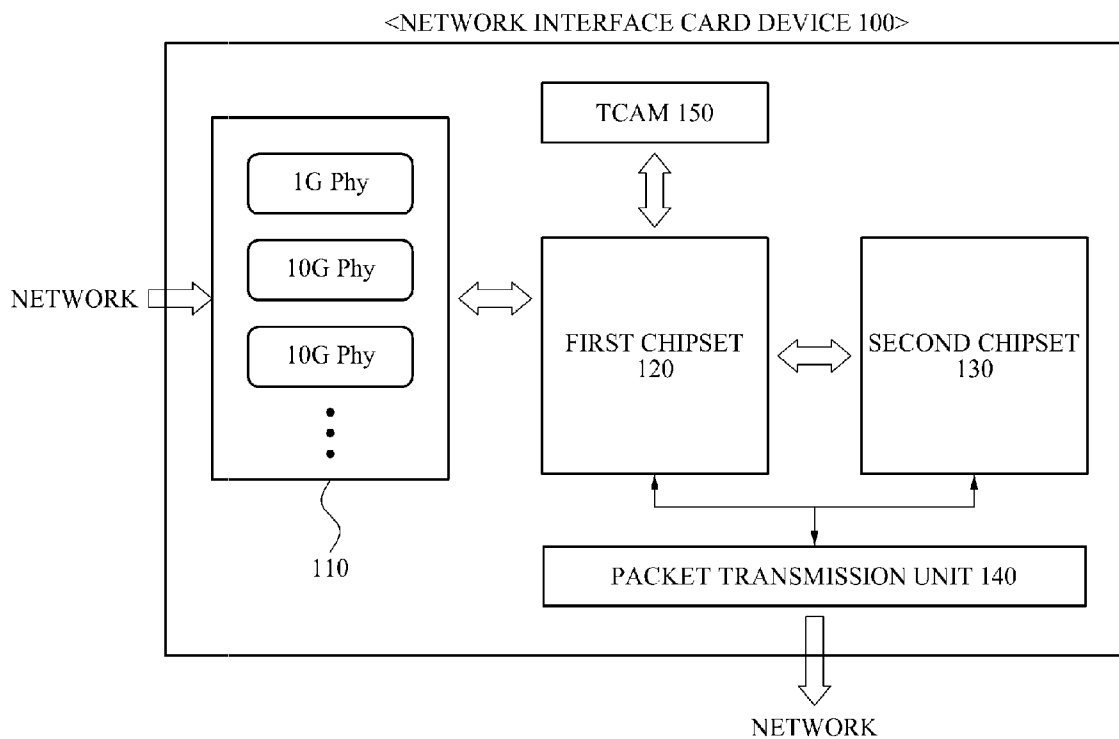 <NETWORK INTERFACE CARD DEVICE 100>
TCAM 150
1G Phy
10G Phy
10G Phy
NETWORK
FIRST CHIPSET
120
SECOND CHIPSET
130
110
PACKET TRANSMISSION UNIT 140
NETWORK